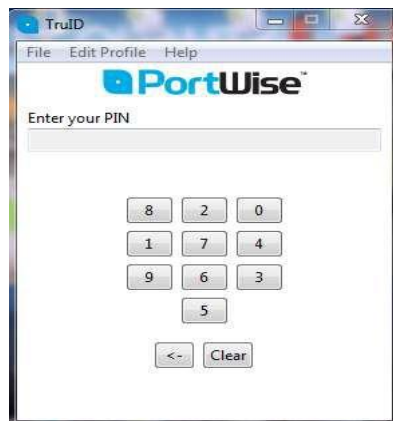 TruID
File Edit Profile Help
PortWise™
Enter your PIN
8 2 0
1 7 4
9 6 3
5
<- Clear